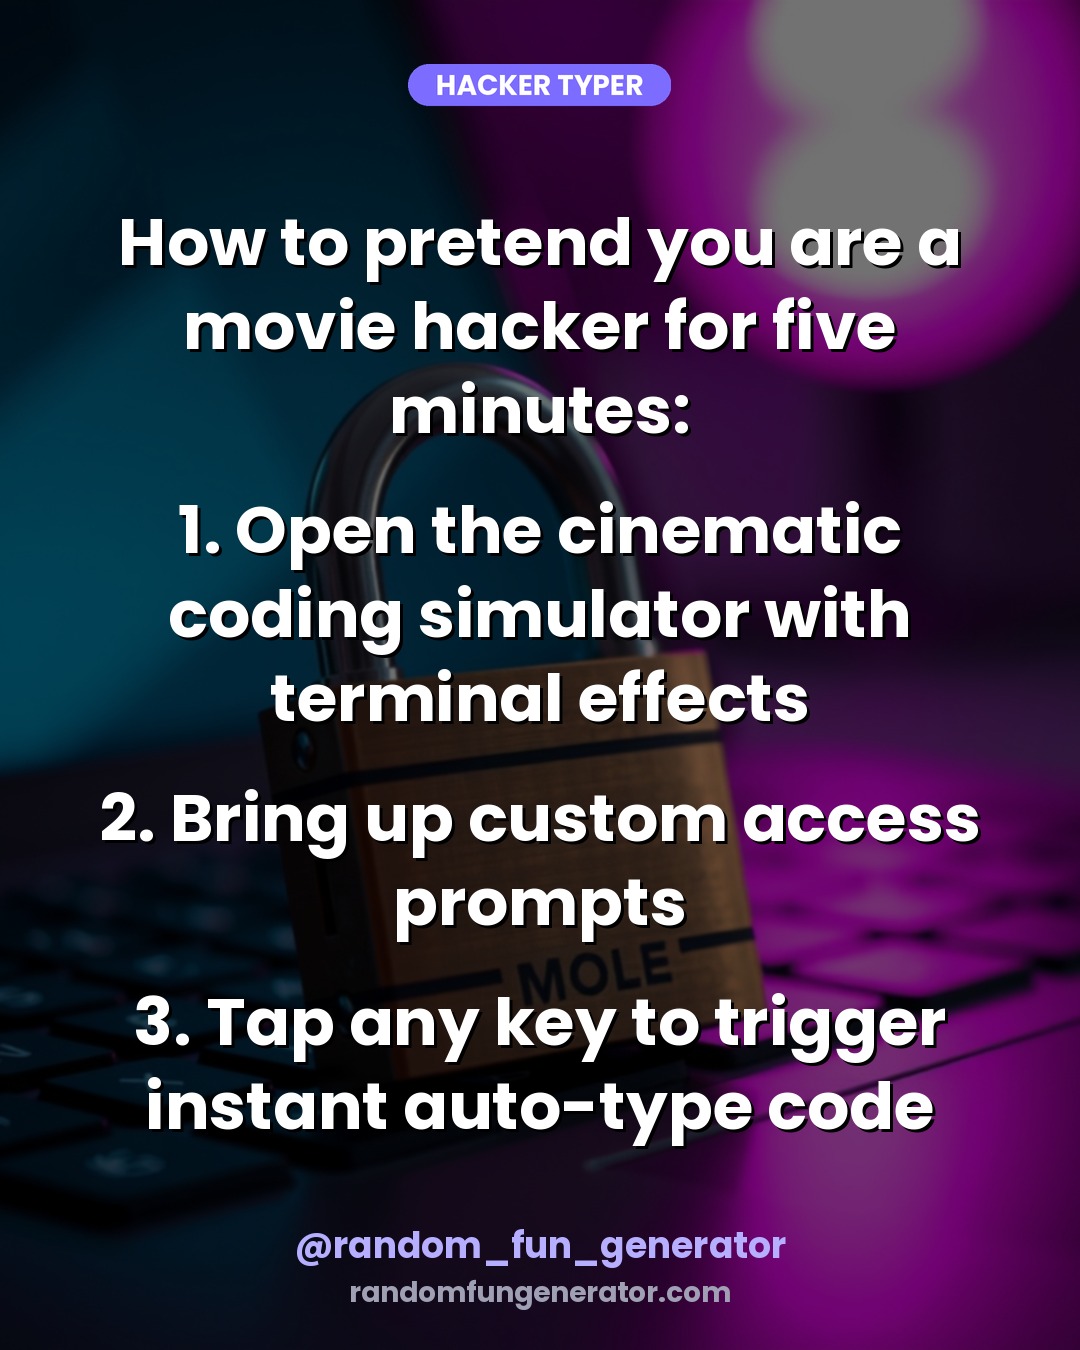 HACKER TYPER
How to pretend you are a
movie hacker for five
minutes:
1. Open the cinematic
coding simulator with
terminal effects
2. Bring up custom access
prompts
MOLE
3. Tap any key to trigger
instant auto-type code
@random_fun_generator
randomfungenerator.com